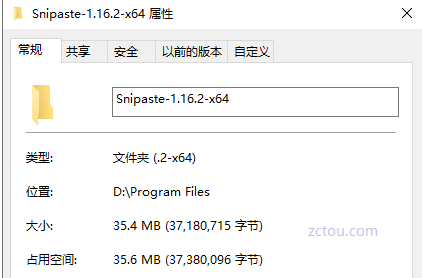 Snipaste-1.16.2-x64 属性
常规 共享 安全 以前的版本 自定义
Snipaste-1.16.2-x64
类型: 文件夹 (.2-x64)
位置: D:\Program Files
大小: 35.4 MB (37,180,715 字节)
zctou.com
占用空间: 35.6 MB (37,380,096 字节)